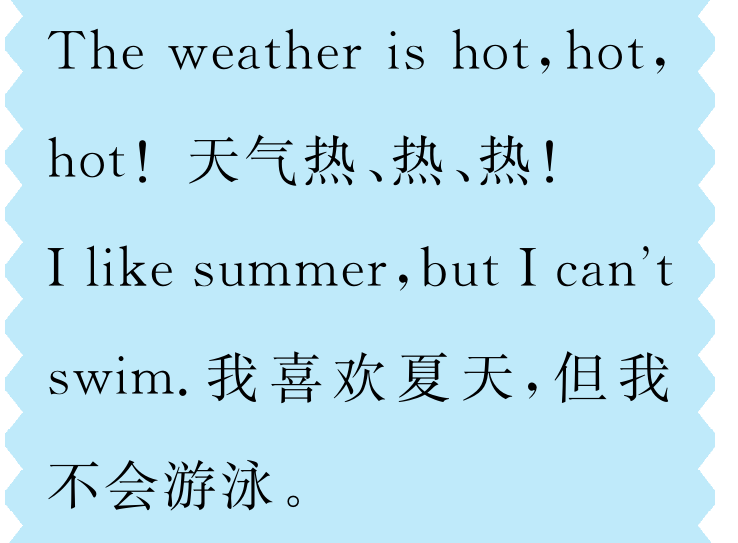 The weather is hot,hot,
hot! 天气热、热、热!
I like summer,but I can't
swim. 我喜欢夏天,但我
不会游泳。